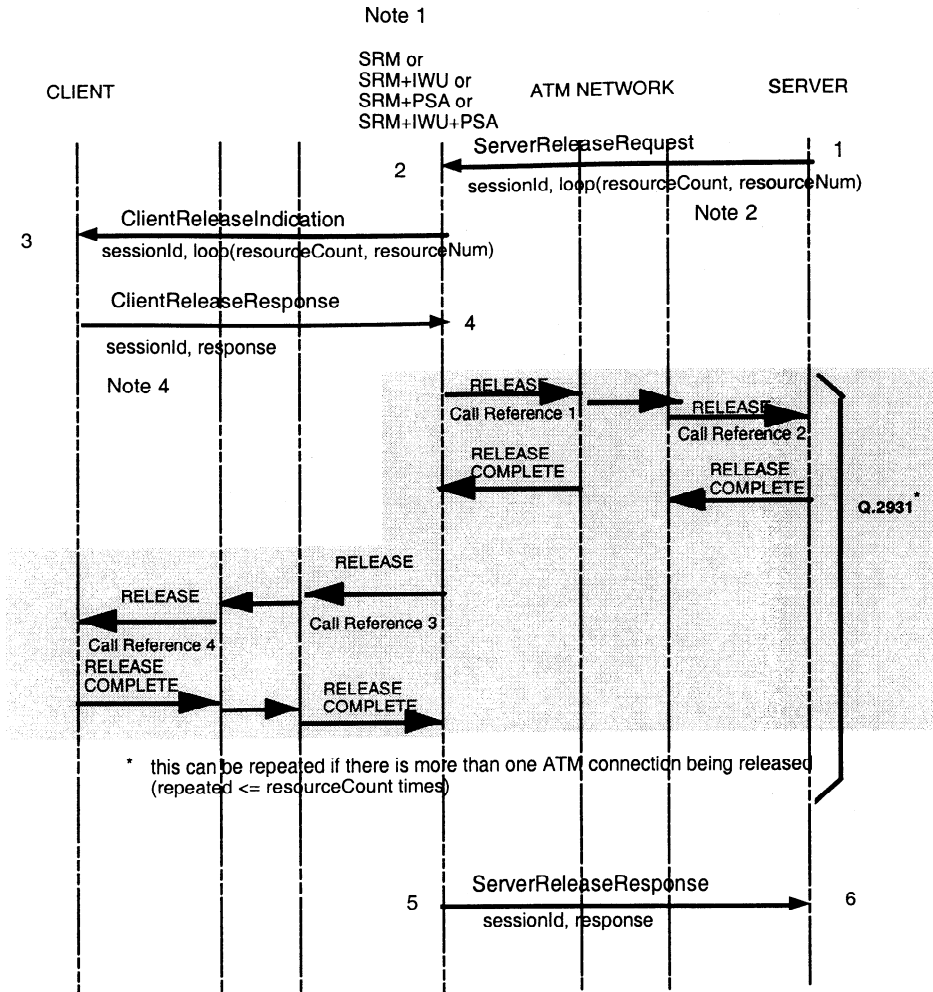 Note 1
SRM or
SRM+IWU or
SRM+PSA or
SRM+IWU+PSA
CLIENT
ATM NETWORK
SERVER
ServerReleaseRequest
1
2
sessionId, loop(resourceCount, resourceNum)
Note 2
ClientReleaseIndication
3
sessionId, loop(resourceCount, resourceNum)
ClientReleaseResponse
4
sessionId, response
Note 4
RELEASE
Call Reference 1
RELEASE
Call Reference 2
RELEASE
COMPLETE
RELEASE
COMPLETE
Q.2931*
RELEASE
RELEASE
Call Reference 3
Call Reference 4
RELEASE
COMPLETE
RELEASE
COMPLETE
* this can be repeated if there is more than one ATM connection being released
(repeated <= resourceCount times)
ServerReleaseResponse
5
6
sessionId, response